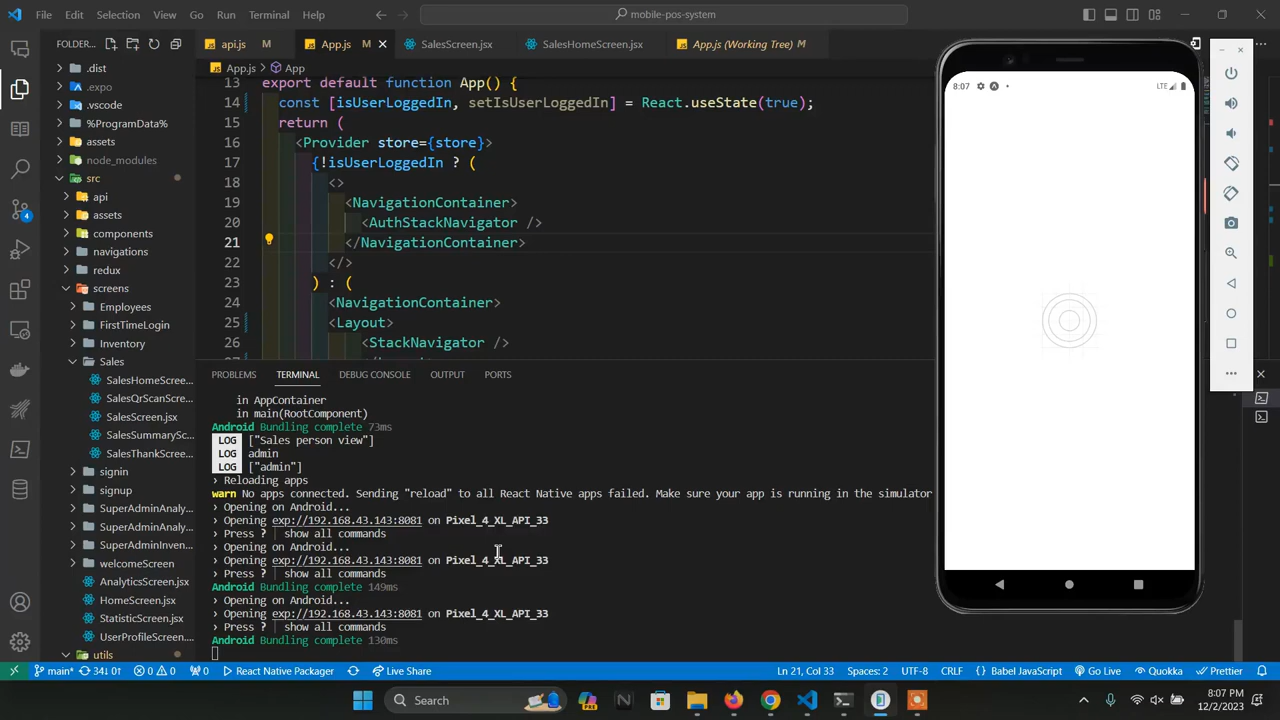 File Edit Selection View Go Run Terminal Help
mobile-pos-system
FOLDER...
api.js M
App.js M
SalesScreen.jsx
SalesHomeScreen.jsx
App.js (Working Tree) M
App.js > App
.dist
.expo
.vscode
%ProgramData%
assets
node_modules
src
api
assets
components
navigations
redux
screens
Employees
FirstTimeLogin
Inventory
Sales
SalesHomeScree...
SalesQrScanScre...
SalesScreen.jsx
SalesSummarySc...
SalesThankScree...
signin
signup
SuperAdminAnaly...
SuperAdminAnaly...
SuperAdminInven...
welcomeScreen
AnalyticsScreen.jsx
HomeScreen.jsx
StatisticScreen.jsx
UserProfileScreen....
utils
4
13 export default function App() {
14 const [isUserLoggedIn, setIsUserLoggedIn] = React.useState(true);
15 return (
16 <Provider store={store}>
17 {!isUserLoggedIn ? (
18 <>
19 <NavigationContainer>
20 <AuthStackNavigator />
21 </NavigationContainer>
22 </>
23 ) : (
24 <NavigationContainer>
25 <Layout>
26 <StackNavigator />
PROBLEMS TERMINAL DEBUG CONSOLE OUTPUT PORTS
in AppContainer
in main(RootComponent)
Android Bundling complete 73ms
LOG ["Sales person view"]
LOG admin
LOG ["admin"]
› Reloading apps
warn No apps connected. Sending "reload" to all React Native apps failed. Make sure your app is running in the simulator
› Opening on Android...
› Opening exp://192.168.43.143:8081 on Pixel_4_XL_API_33
› Press ? │ show all commands
› Opening on Android...
› Opening exp://192.168.43.143:8081 on Pixel_4_XL_API_33
› Press ? │ show all commands
Android Bundling complete 149ms
› Opening on Android...
› Opening exp://192.168.43.143:8081 on Pixel_4_XL_API_33
› Press ? │ show all commands
Android Bundling complete 130ms
8:07
LTE
main* 34↓ 0↑ 0 0 0 React Native Packager Live Share
Ln 21, Col 33 Spaces: 2 UTF-8 CRLF {} Babel JavaScript Go Live Quokka Prettier
Search
PRE
8:07 PM
12/2/2023